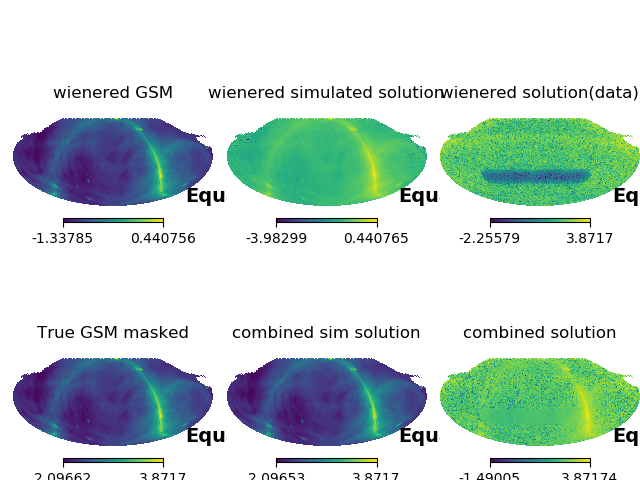 wienered GSM wienered simulated solution wienered solution(data)
Equ Equ Eq
-1.33785 0.440756 -3.98299 0.440765 -2.25579 3.8717
True GSM masked combined sim solution combined solution
Equ Equ Eq
2.09662 3.8717 2.09653 3.8717 -1.49005 3.87174